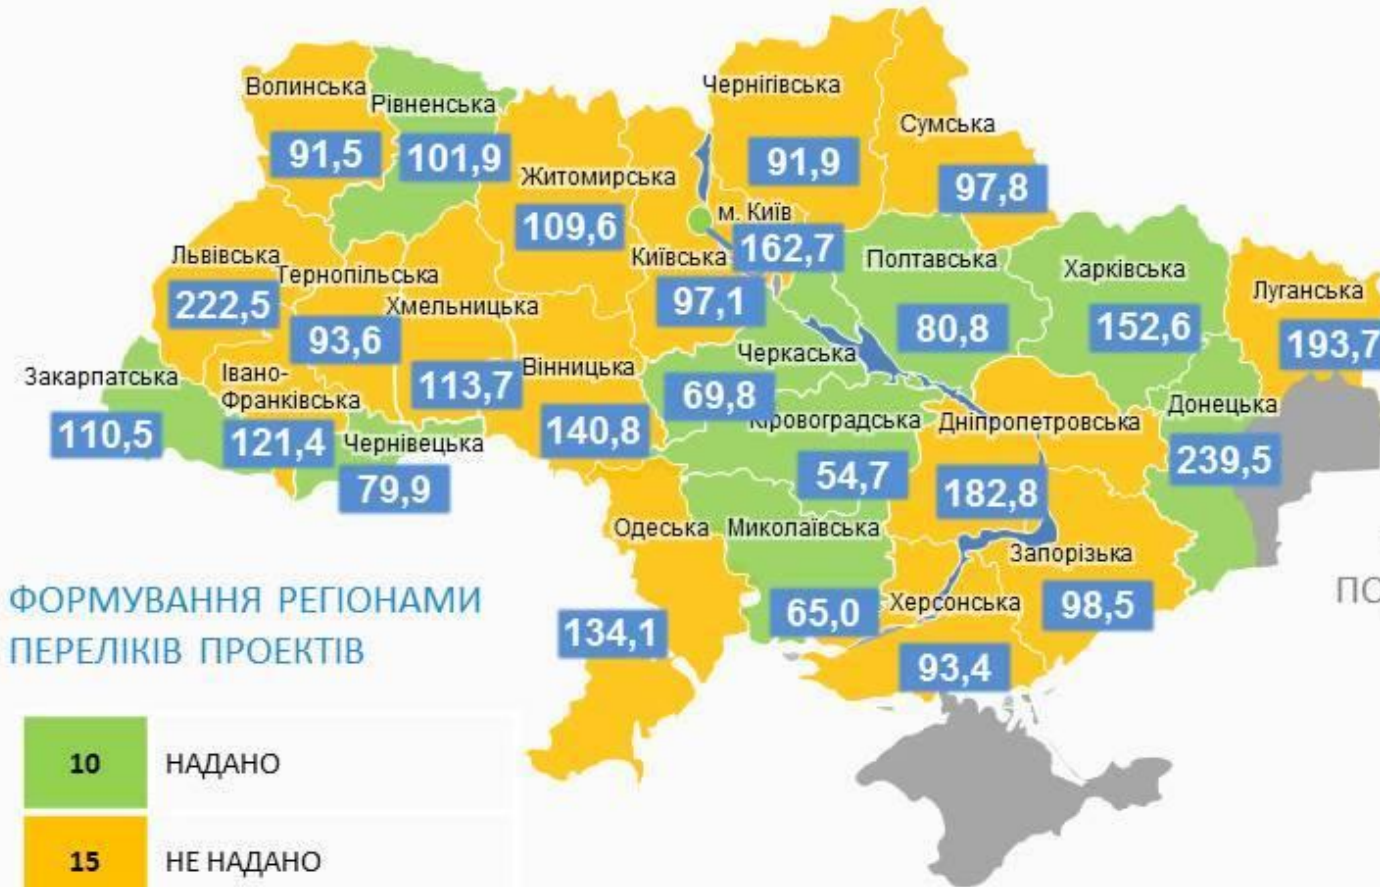 Волинська
91,5
Рівненська
101,9
Житомирська
109,6
Чернігівська
91,9
Сумська
97,8
м. Київ
162,7
Київська
97,1
Львівська
222,5
Тернопільська
93,6
Хмельницька
113,7
Вінницька
140,8
Полтавська
80,8
Харківська
152,6
Луганська
193,7
Закарпатська
110,5
Івано-
Франківська
121,4
Чернівецька
79,9
Черкаська
69,8
Кіровоградська
54,7
Дніпропетровська
182,8
Донецька
239,5
Одеська
134,1
Миколаївська
65,0
Херсонська
93,4
Запорізька
98,5
ПО
ФОРМУВАННЯ РЕГІОНАМИ
ПЕРЕЛІКІВ ПРОЕКТІВ
10 НАДАНО
15 НЕ НАДАНО